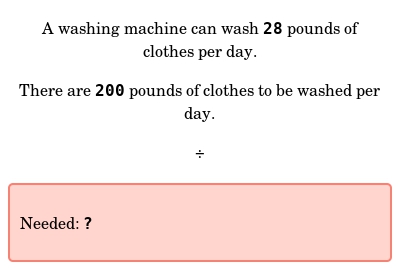 A washing machine can wash 28 pounds of
clothes per day.
There are 200 pounds of clothes to be washed per
day.
÷
Needed: ?